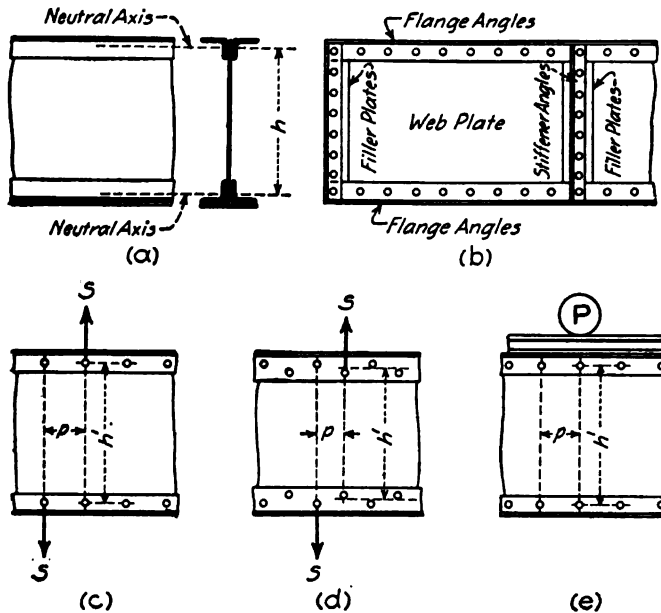 Neutral Axis
h
Neutral Axis
(a)
Flange Angles
Filler Plates
Web Plate
Stiffener Angles
Filler Plates
Flange Angles
(b)
S
p
h'
S
(c)
S
p
h'
S
(d)
P
p
h'
(e)